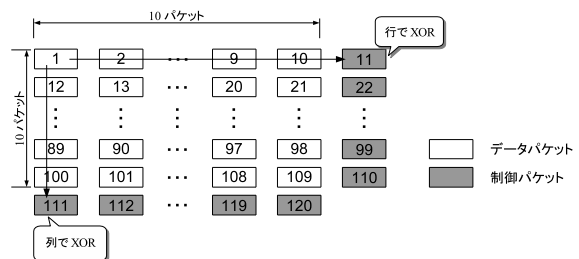 10 パケット
行で XOR
1 2 ･･･ 9 10 11
12 13 20 21 22
10 パケット
89 90 ･･･ 97 98 99
データパケット
100 101 ･･･ 108 109 110
制御パケット
111 112 ･･･ 119 120
列で XOR